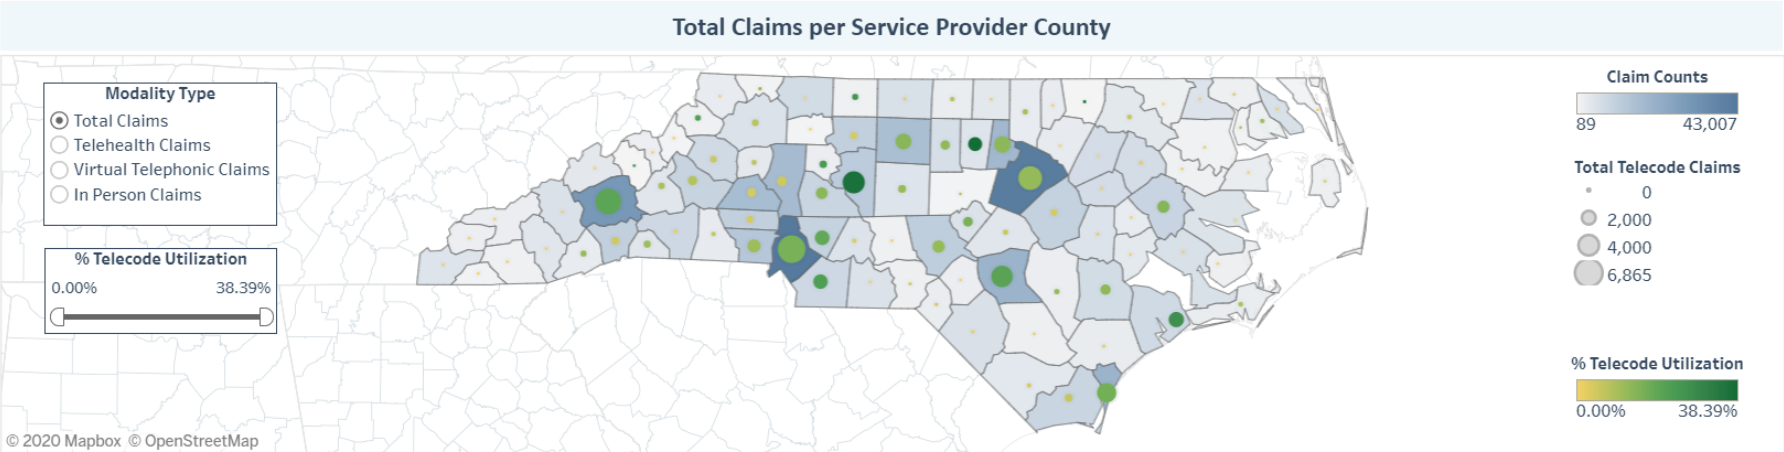 Total Claims per Service Provider County
Modality Type
Total Claims
Telehealth Claims
Virtual Telephonic Claims
In Person Claims
% Telecode Utilization
0.00% 38.39%
Claim Counts
89 43,007
Total Telecode Claims
0
2,000
4,000
6,865
% Telecode Utilization
0.00% 38.39%
© 2020 Mapbox © OpenStreetMap